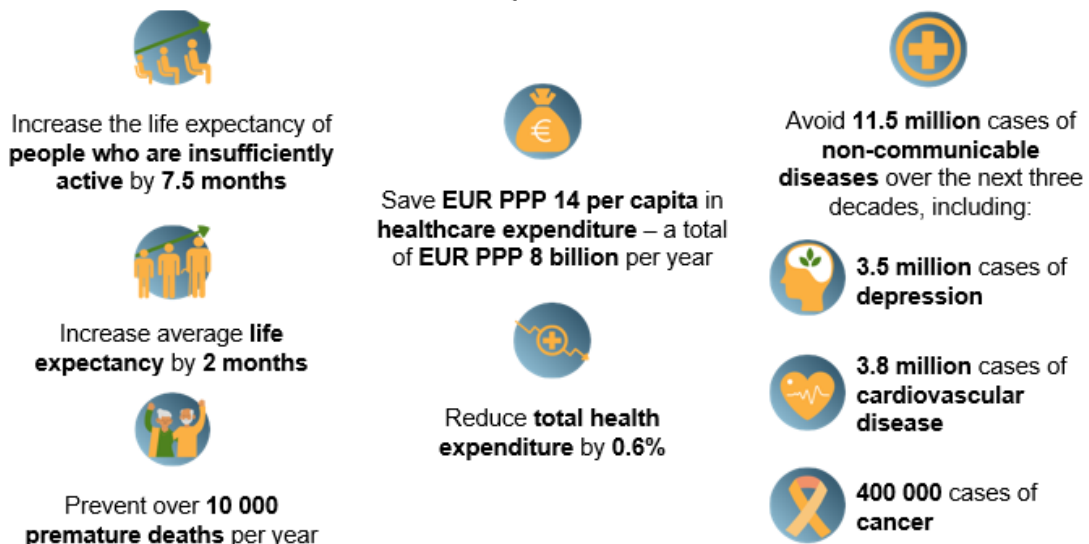 Increase the life expectancy of
people who are insufficiently
active by 7.5 months
Increase average life
expectancy by 2 months
Prevent over 10 000
premature deaths per year
€
Save EUR PPP 14 per capita in
healthcare expenditure – a total
of EUR PPP 8 billion per year
Reduce total health
expenditure by 0.6%
Avoid 11.5 million cases of
non-communicable
diseases over the next three
decades, including:
3.5 million cases of
depression
3.8 million cases of
cardiovascular
disease
400 000 cases of
cancer